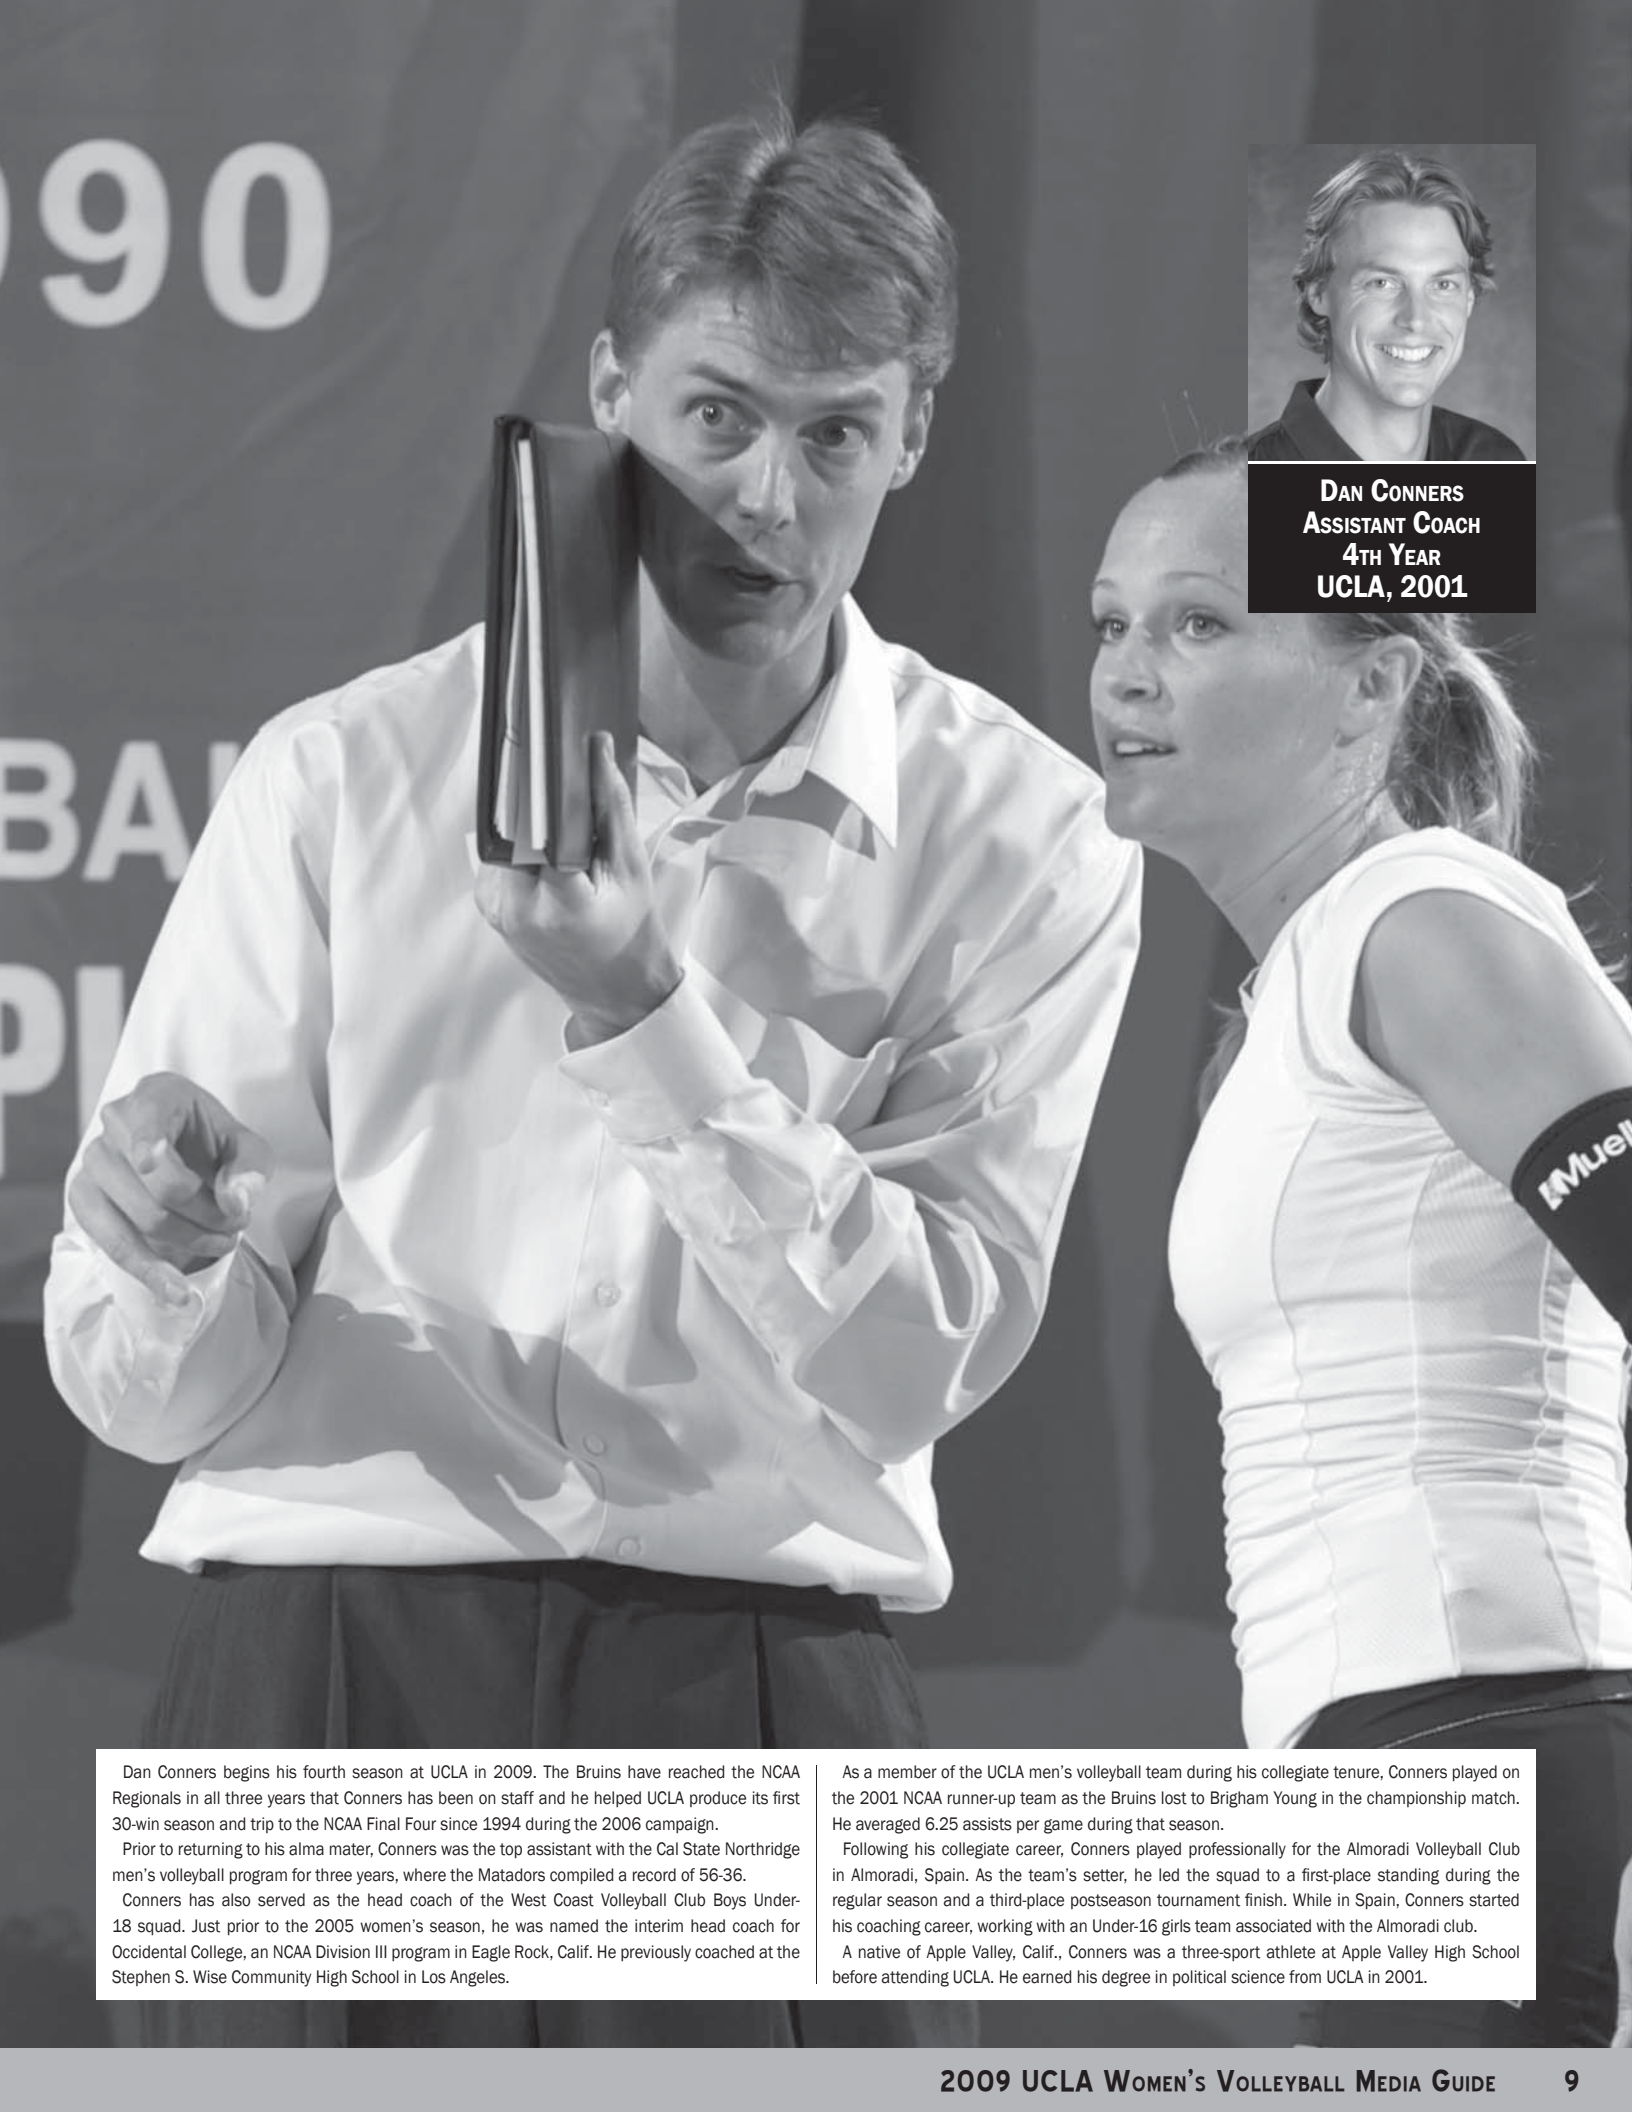 90
DAN CONNERS
ASSISTANT COACH
4TH YEAR
UCLA, 2001
BA
PI
Muell
Dan Conners begins his fourth season at UCLA in 2009. The Bruins have reached the NCAA
Regionals in all three years that Conners has been on staff and he helped UCLA produce its first
30-win season and trip to the NCAA Final Four since 1994 during the 2006 campaign.
Prior to returning to his alma mater, Conners was the top assistant with the Cal State Northridge
men's volleyball program for three years, where the Matadors compiled a record of 56-36.
Conners has also served as the head coach of the West Coast Volleyball Club Boys Under-
18 squad. Just prior to the 2005 women's season, he was named the interim head coach for
Occidental College, an NCAA Division III program in Eagle Rock, Calif. He previously coached at the
Stephen S. Wise Community High School in Los Angeles.
As a member of the UCLA men's volleyball team during his collegiate tenure, Conners played on
the 2001 NCAA runner-up team as the Bruins lost to Brigham Young in the championship match.
He averaged 6.25 assists per game during that season.
Following his collegiate career, Conners played professionally for the Almoradi Volleyball Club
in Almoradi, Spain. As the team's setter, he led the squad to a first-place standing during the
regular season and a third-place postseason tournament finish. While in Spain, Conners started
his coaching career, working with an Under-16 girls team associated with the Almoradi club.
A native of Apple Valley, Calif., Conners was a three-sport athlete at Apple Valley High School
before attending UCLA. He earned his degree in political science from UCLA in 2001.
2009 UCLA WOMEN'S VOLLEYBALL MEDIA GUIDE 9